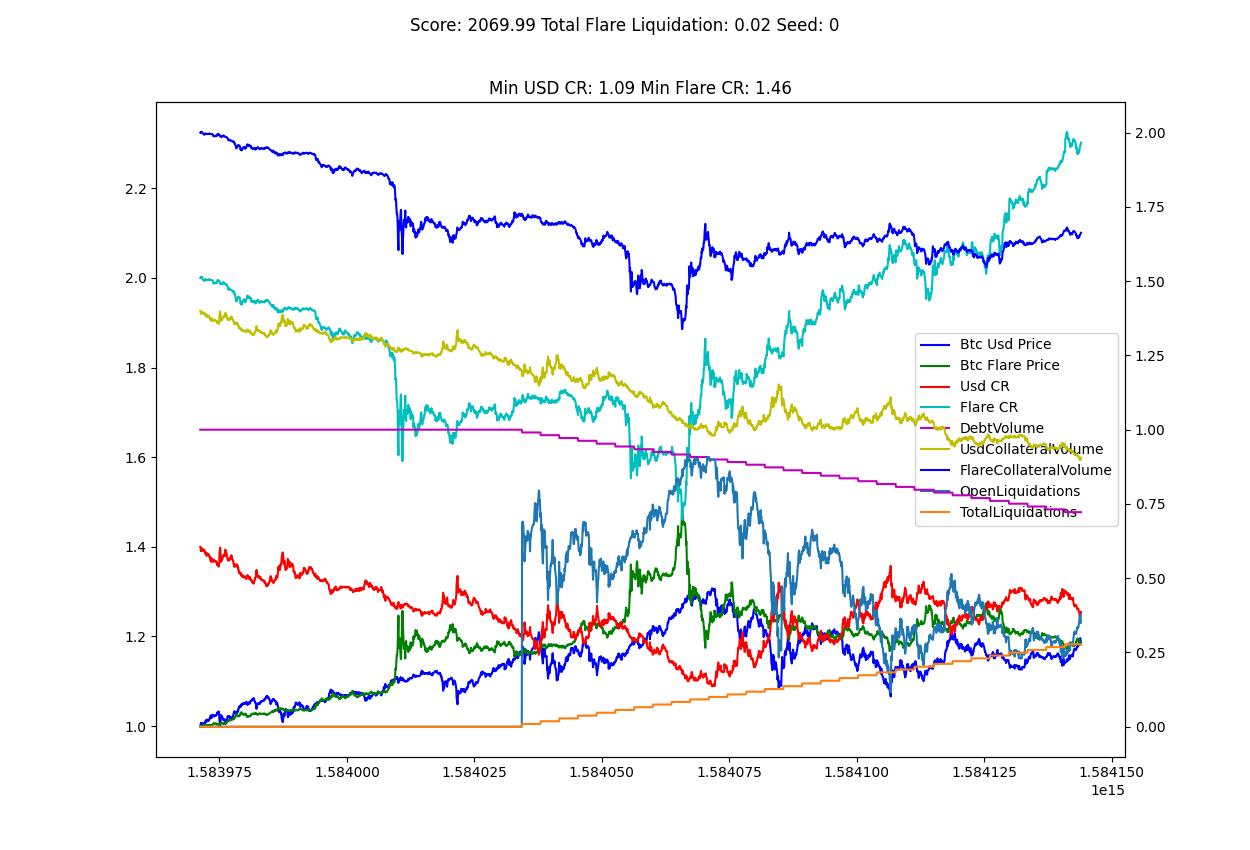 Score: 2069.99 Total Flare Liquidation: 0.02 Seed: 0
Min USD CR: 1.09 Min Flare CR: 1.46
2.2
2.0
1.8
1.6
1.4
1.2
1.0
2.00
1.75
1.50
1.25
1.00
0.75
0.50
0.25
0.00
Btc Usd Price
Btc Flare Price
Usd CR
Flare CR
DebtVolume
UsdCollateralVolume
FlareCollateralVolume
OpenLiquidations
TotalLiquidations
1.583975 1.584000 1.584025 1.584050 1.584075 1.584100 1.584125 1.584150
1e15